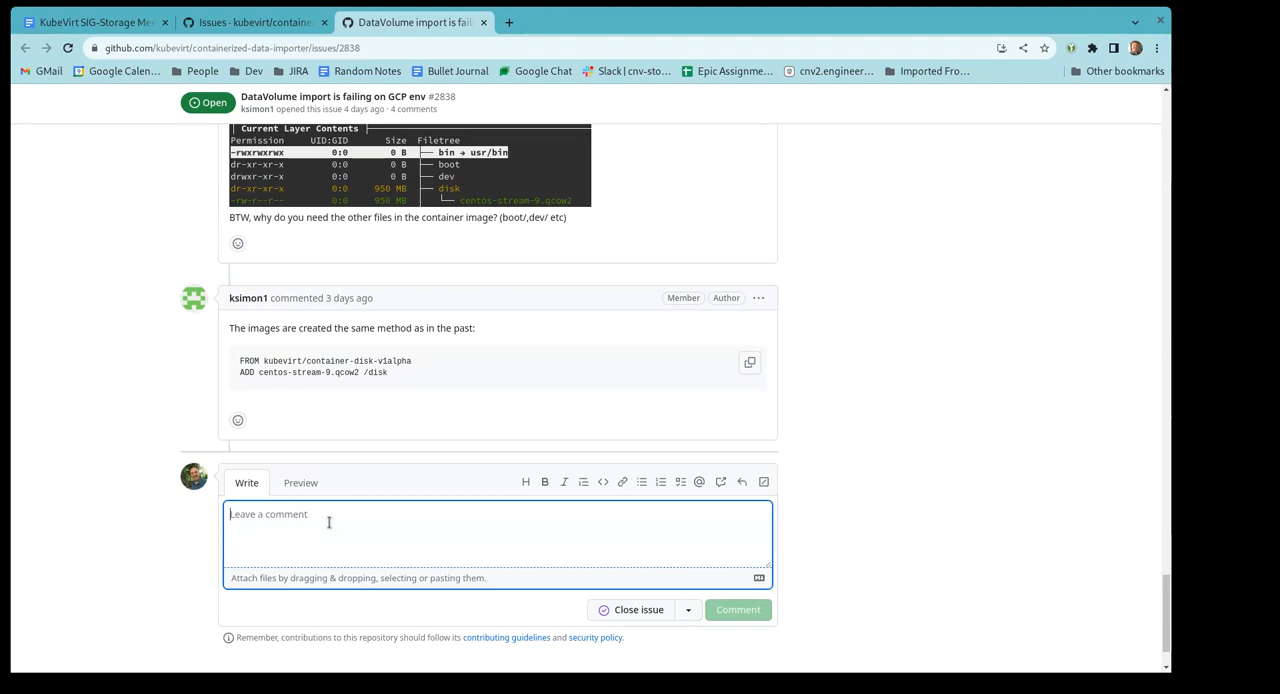 KubeVirt SIG-Storage Me
Issues · kubevirt/containe
DataVolume import is fail
github.com/kubevirt/containerized-data-importer/issues/2838
GMail
Google Calen...
People
Dev
JIRA
Random Notes
Bullet Journal
Google Chat
Slack | cnv-sto...
Epic Assignme...
cnv2.engineer...
Imported Fro...
Other bookmarks
Open
DataVolume import is failing on GCP env #2838
ksimon1 opened this issue 4 days ago · 4 comments
Current Layer Contents
Permission UID:GID Size Filetree
-rwxrwxrwx 0:0 0 B ├── bin → usr/bin
dr-xr-xr-x 0:0 0 B ├── boot
drwxr-xr-x 0:0 0 B ├── dev
dr-xr-xr-x 0:0 950 MB ├── disk
-rw-r--r-- 0:0 950 MB │ └── centos-stream-9.qcow2
BTW, why do you need the other files in the container image? (boot/,dev/ etc)
ksimon1 commented 3 days ago
Member
Author
The images are created the same method as in the past:
FROM kubevirt/container-disk-v1alpha
ADD centos-stream-9.qcow2 /disk
Write
Preview
Leave a comment
Attach files by dragging & dropping, selecting or pasting them.
Close issue
Comment
Remember, contributions to this repository should follow its contributing guidelines and security policy.